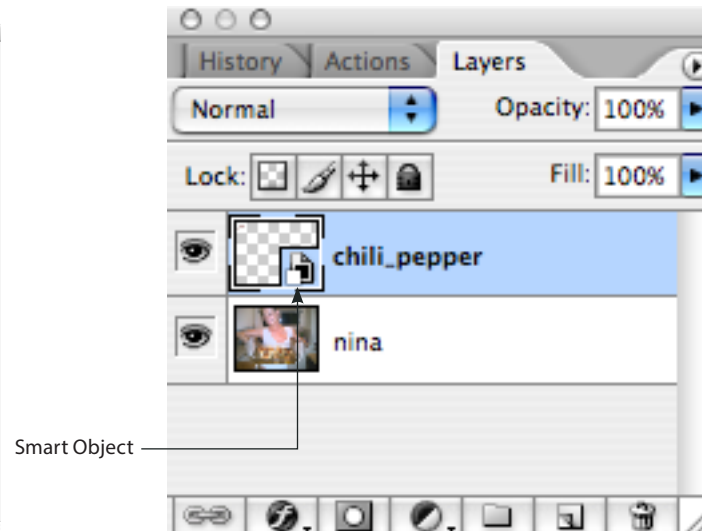 History Actions Layers
Normal Opacity: 100%
Lock: Fill: 100%
chili_pepper
nina
Smart Object